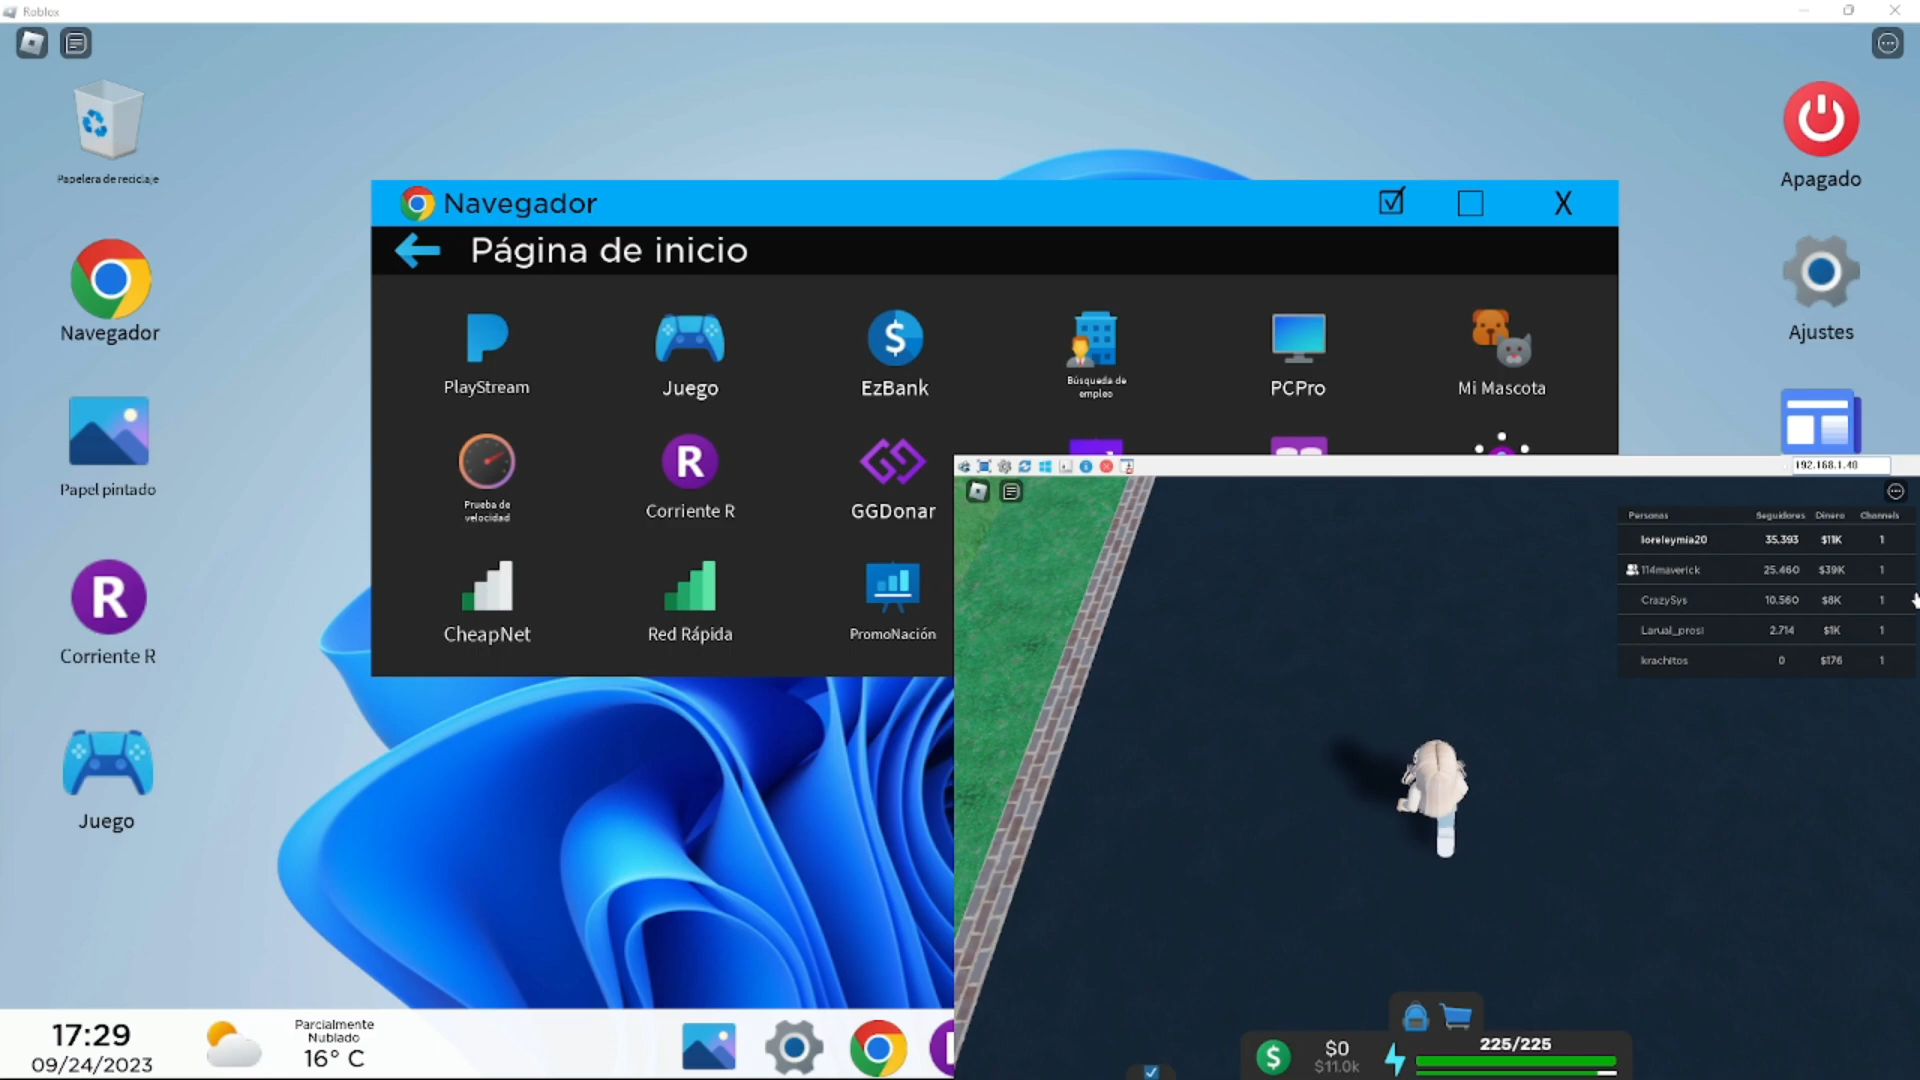 Roblox
Papelera de reciclaje
Navegador
Papel pintado
Corriente R
Juego
Apagado
Ajustes
Navegador
X
Página de inicio
PlayStream
Juego
EzBank
Búsqueda de
empleo
PCPro
Mi Mascota
Prueba de
velocidad
Corriente R
GGDonar
CheapNet
Red Rápida
PromoNación
192.168.1.40
Personas Seguidores Dinero Channels
loreleymia20 35.393 $11K 1
114maverick 25.460 $39K 1
CrazySys 10.560 $8K 1
Larual_prosi 2.714 $1K 1
krachitos 0 $176 1
$0
$11.0k
225/225
17:29
09/24/2023
Parcialmente
Nublado
16° C